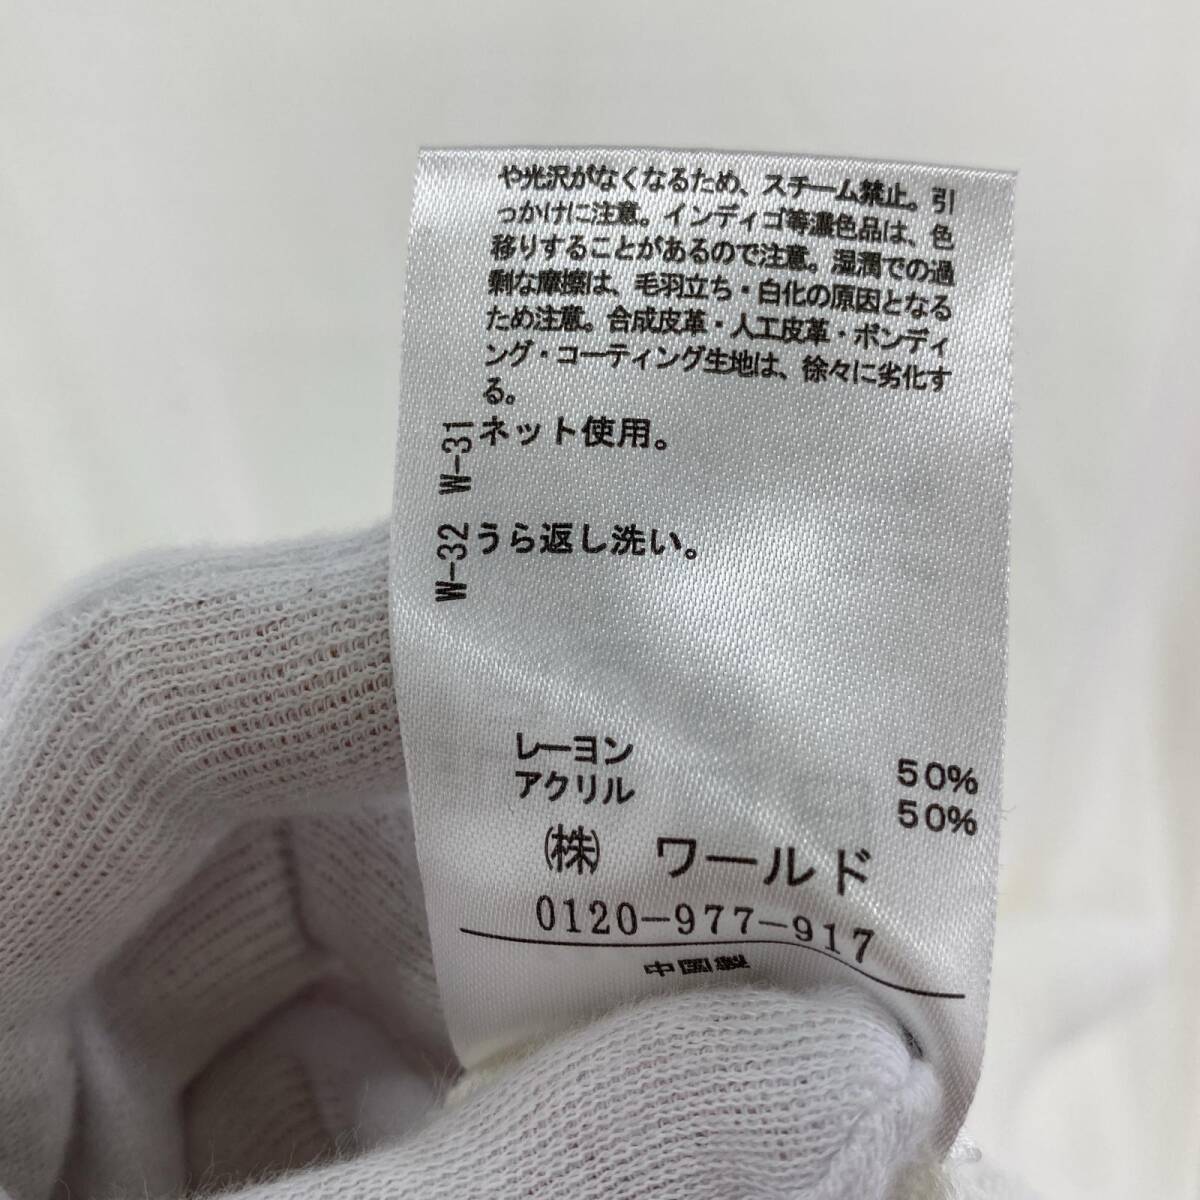 や光沢がなくなるため、スチーム禁止。引
っかけに注意。インディゴ等濃色品は、色
移りすることがあるので注意。湿潤での過
剰な摩擦は、毛羽立ち・白化の原因となる
ため注意。合成皮革・人工皮革・ボンディ
ング・コーティング生地は、徐々に劣化す
る。
W-31 ネット使用。
W-32 うら返し洗い。
レーヨン 50%
アクリル 50%
㈱ ワールド
0120-977-917
中国製